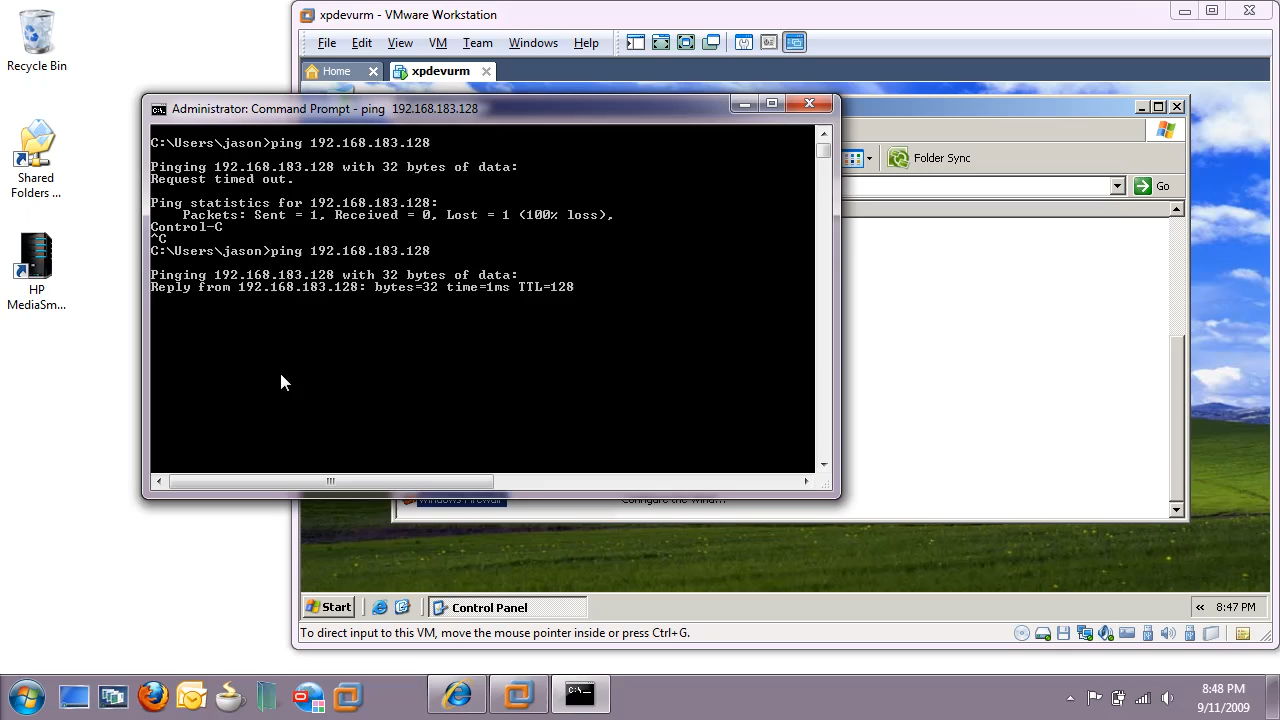 Recycle Bin
Shared
Folders ...
HP
MediaSm...
xpdevurm - VMware Workstation
File Edit View VM Team Windows Help
Home xpdevurm
Administrator: Command Prompt - ping 192.168.183.128
C:\Users\jason>ping 192.168.183.128
Pinging 192.168.183.128 with 32 bytes of data:
Request timed out.
Ping statistics for 192.168.183.128:
Packets: Sent = 1, Received = 0, Lost = 1 (100% loss),
Control-C
^C
C:\Users\jason>ping 192.168.183.128
Pinging 192.168.183.128 with 32 bytes of data:
Reply from 192.168.183.128: bytes=32 time=1ms TTL=128
Folder Sync
Go
Windows Firewall Configure the Wind...
Start Control Panel « 8:47 PM
To direct input to this VM, move the mouse pointer inside or press Ctrl+G.
8:48 PM
9/11/2009